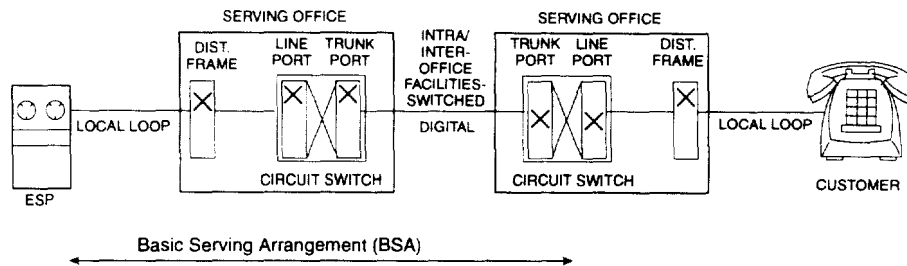 SERVING OFFICE
DIST.
FRAME
LINE
PORT
TRUNK
PORT
CIRCUIT SWITCH
LOCAL LOOP
ESP
INTRA/
INTER-
OFFICE
FACILITIES-
SWITCHED
DIGITAL
SERVING OFFICE
TRUNK
PORT
LINE
PORT
DIST.
FRAME
CIRCUIT SWITCH
LOCAL LOOP
CUSTOMER
Basic Serving Arrangement (BSA)